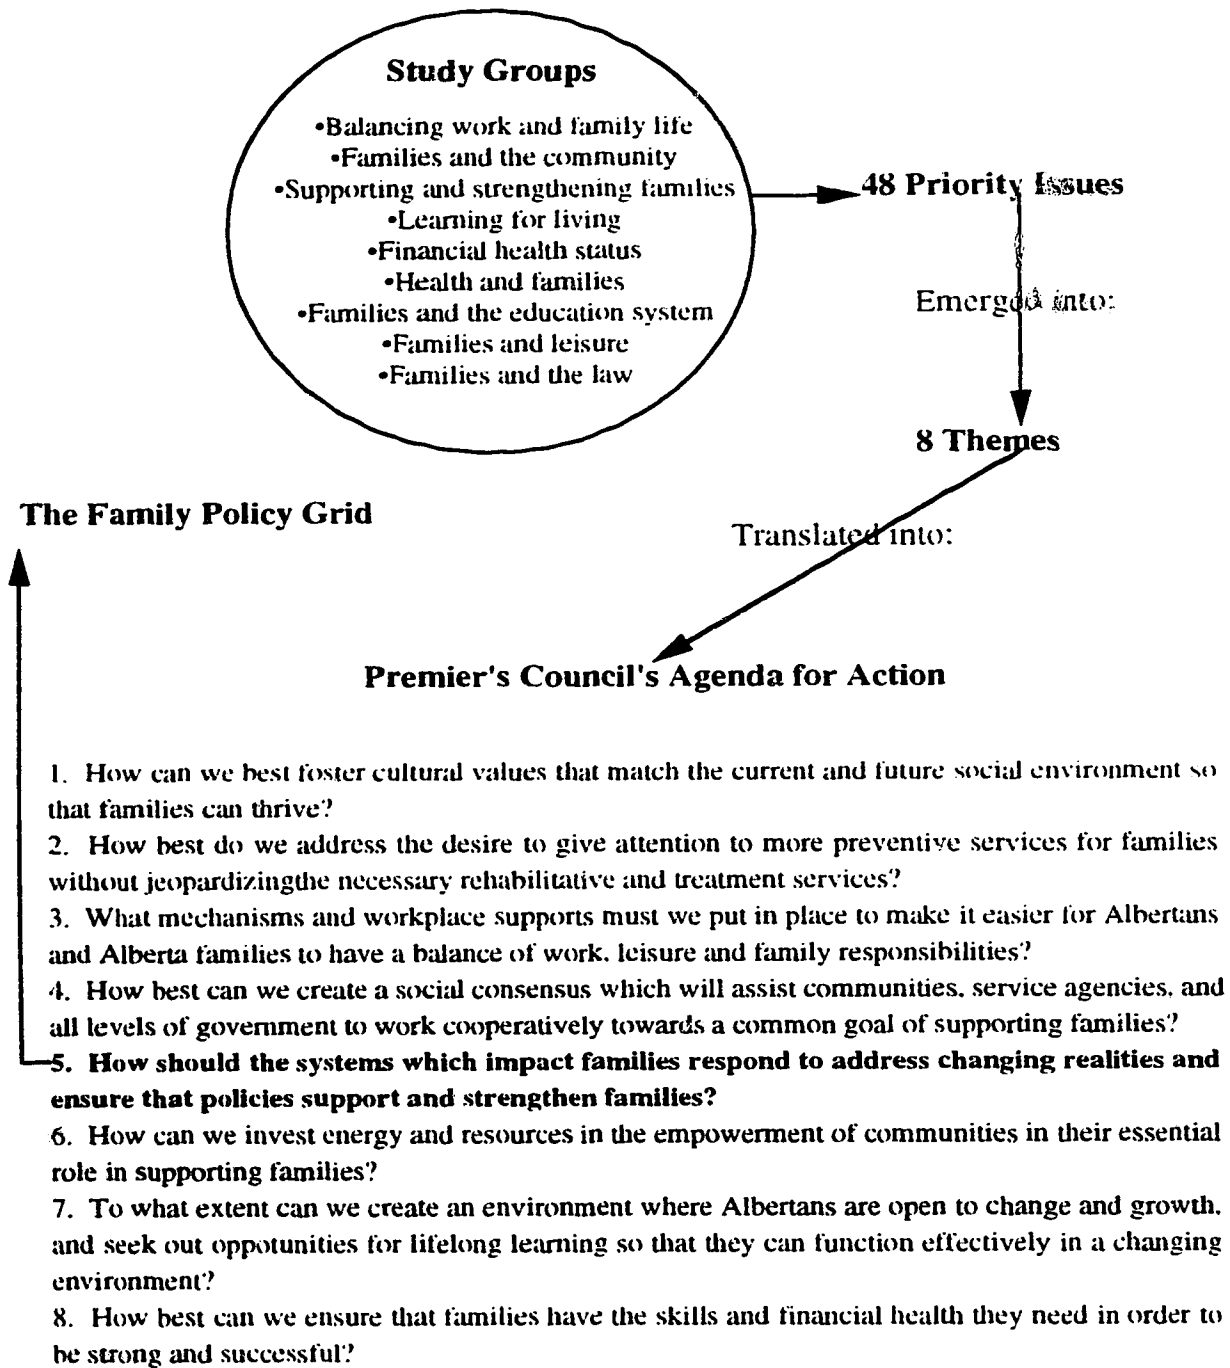 Study Groups
•Balancing work and family life
•Families and the community
•Supporting and strengthening families
•Learning for living
•Financial health status
•Health and families
•Families and the education system
•Families and leisure
•Families and the law
48 Priority Issues
Emerged into:
8 Themes
The Family Policy Grid
Translated into:
Premier's Council's Agenda for Action
1. How can we best foster cultural values that match the current and future social environment so
that families can thrive?
2. How best do we address the desire to give attention to more preventive services for families
without jeopardizingthe necessary rehabilitative and treatment services?
3. What mechanisms and workplace supports must we put in place to make it easier for Albertans
and Alberta families to have a balance of work, leisure and family responsibilities?
4. How best can we create a social consensus which will assist communities, service agencies, and
all levels of government to work cooperatively towards a common goal of supporting families?
5. How should the systems which impact families respond to address changing realities and
ensure that policies support and strengthen families?
6. How can we invest energy and resources in the empowerment of communities in their essential
role in supporting families?
7. To what extent can we create an environment where Albertans are open to change and growth,
and seek out oppotunities for lifelong learning so that they can function effectively in a changing
environment?
8. How best can we ensure that families have the skills and financial health they need in order to
be strong and successful?